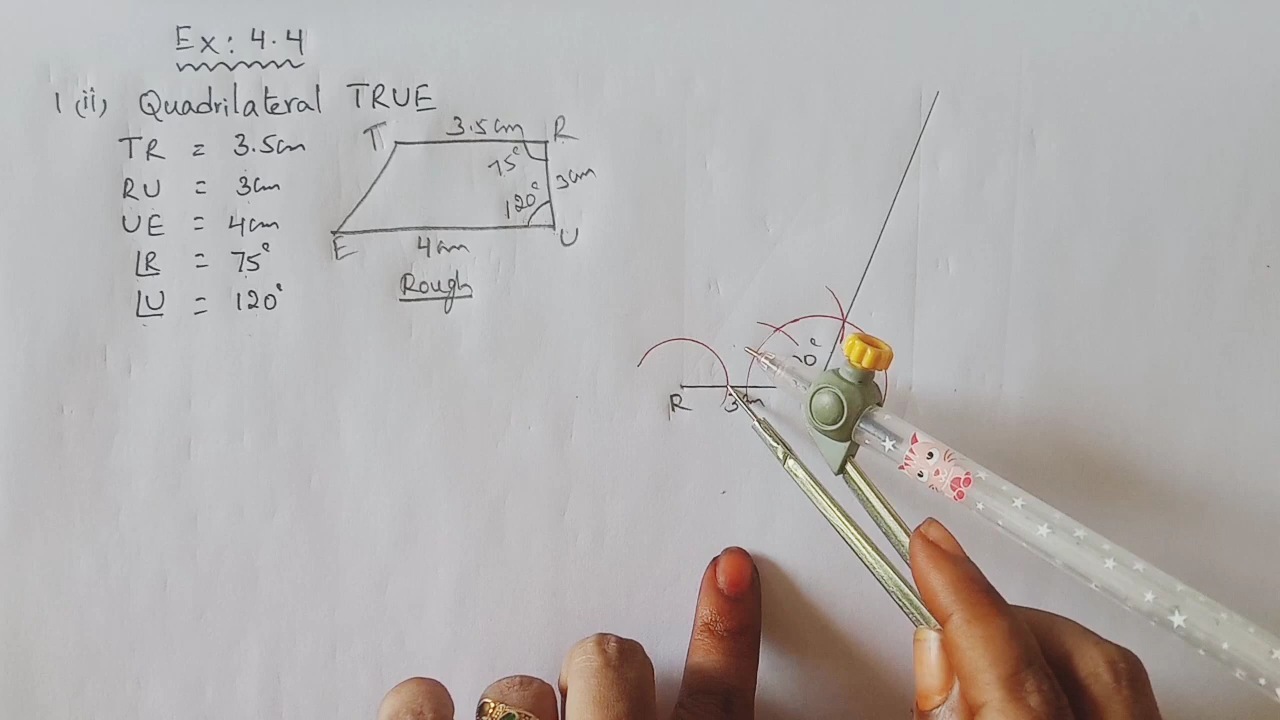 Ex: 4.4
1 (ii) Quadrilateral TRUE
TR = 3.5cm
RU = 3cm
UE = 4cm
∠R = 75°
∠U = 120°
T 3.5cm R
75°
3cm
120°
E 4cm U
Rough
R 3cm